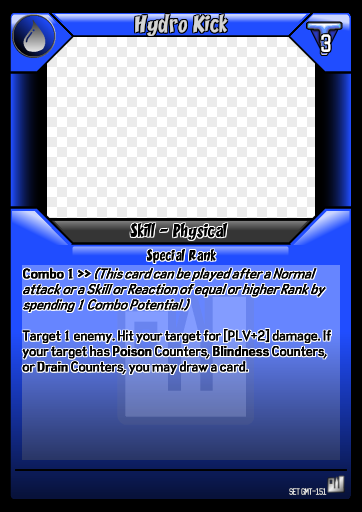 Hydro Kick
3
Skill - Physical
Special Rank
Combo 1 >> (This card can be played after a Normal
attack or a Skill or Reaction of equal or higher Rank by
spending 1 Combo Potential.)
Target 1 enemy. Hit your target for [PLV+2] damage. If
your target has Poison Counters, Blindness Counters,
or Drain Counters, you may draw a card.
SET GMT-151